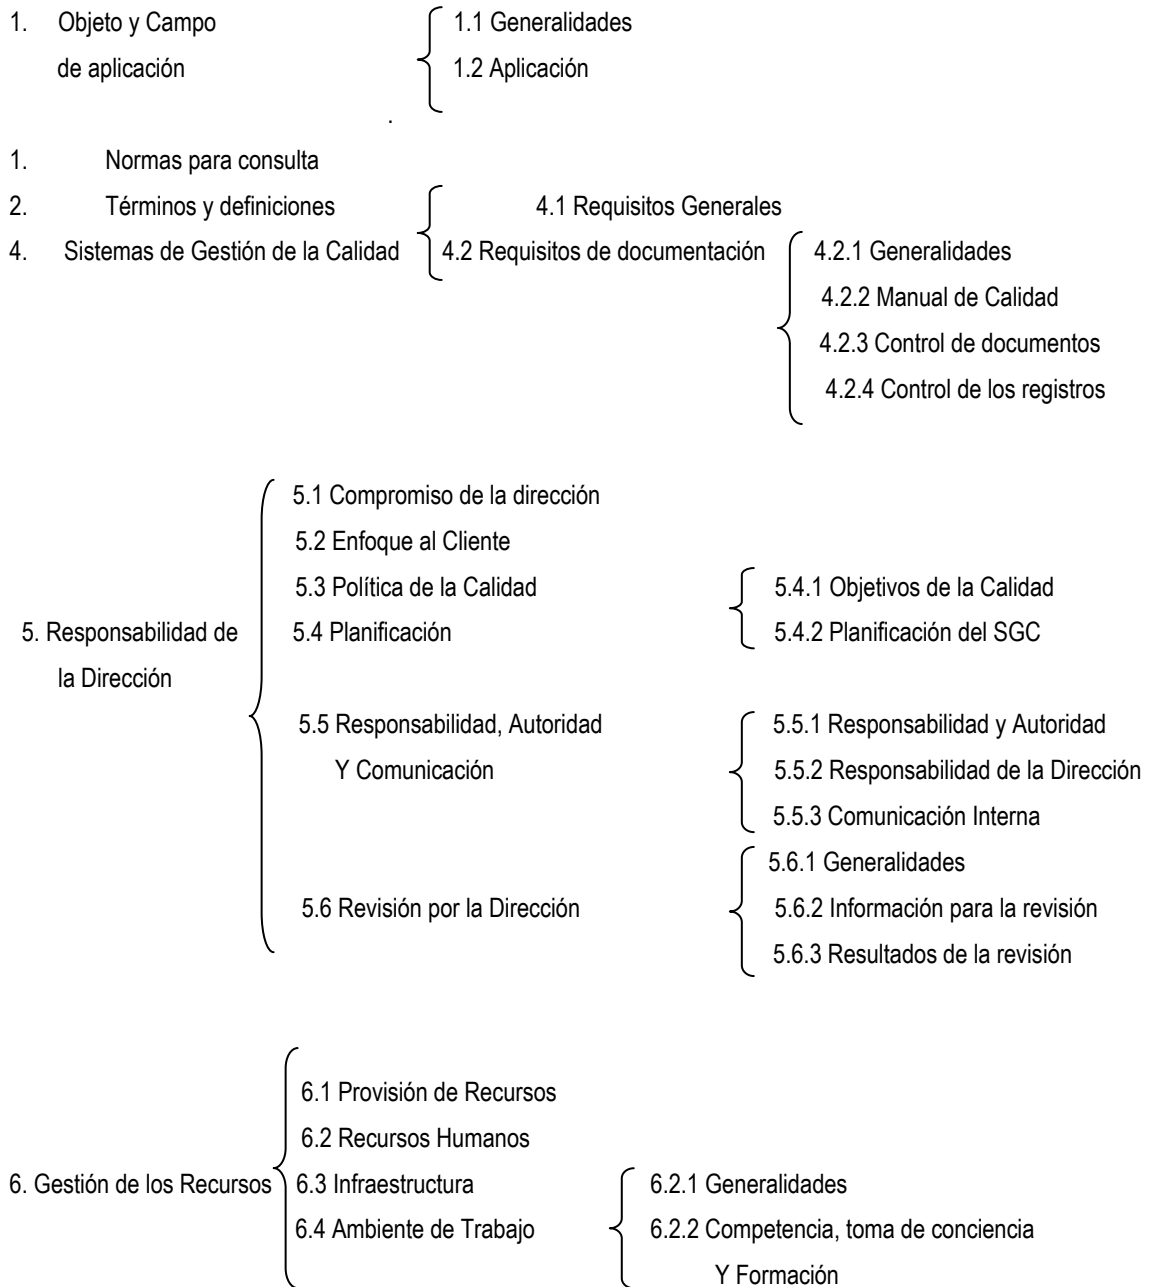 1. Objeto y Campo 1.1 Generalidades
de aplicación 1.2 Aplicación
.
1. Normas para consulta
2. Términos y definiciones 4.1 Requisitos Generales
4. Sistemas de Gestión de la Calidad 4.2 Requisitos de documentación 4.2.1 Generalidades
4.2.2 Manual de Calidad
4.2.3 Control de documentos
4.2.4 Control de los registros
5.1 Compromiso de la dirección
5.2 Enfoque al Cliente
5.3 Política de la Calidad 5.4.1 Objetivos de la Calidad
5. Responsabilidad de 5.4 Planificación 5.4.2 Planificación del SGC
la Dirección
5.5 Responsabilidad, Autoridad 5.5.1 Responsabilidad y Autoridad
Y Comunicación 5.5.2 Responsabilidad de la Dirección
5.5.3 Comunicación Interna
5.6.1 Generalidades
5.6 Revisión por la Dirección 5.6.2 Información para la revisión
5.6.3 Resultados de la revisión
6.1 Provisión de Recursos
6.2 Recursos Humanos
6. Gestión de los Recursos 6.3 Infraestructura 6.2.1 Generalidades
6.4 Ambiente de Trabajo 6.2.2 Competencia, toma de conciencia
Y Formación